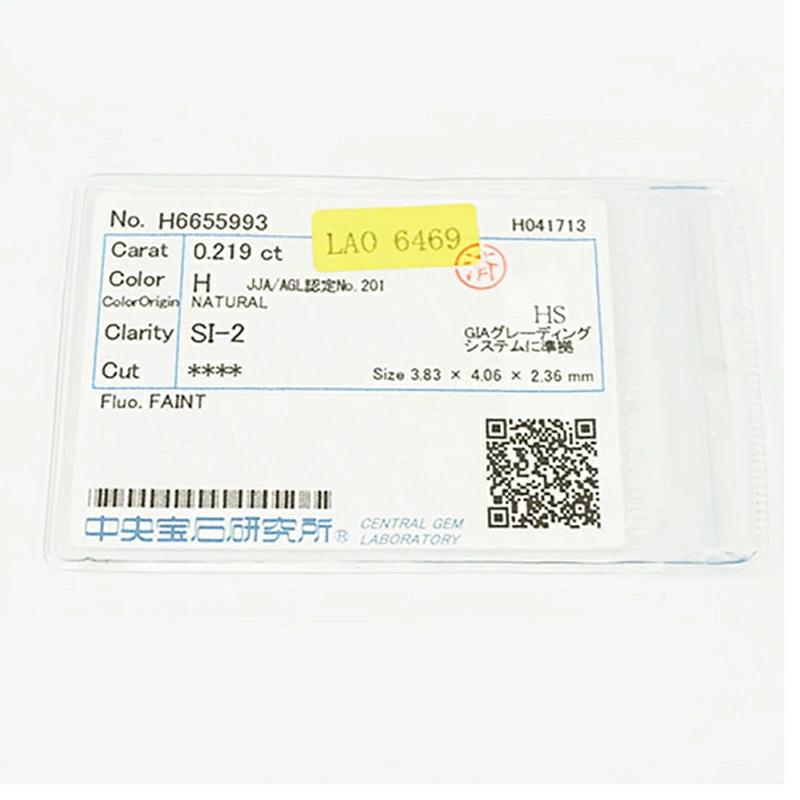 No. H6655993
LAO 6469
H041713
Carat 0.219 ct
済
Color H JJA/AGL認定No.201
ColorOrigin NATURAL
HS
Clarity SI-2
GIAグレーディング
システムに準拠
Cut ****
Size 3.83 × 4.06 × 2.36 mm
Fluo. FAINT
中央宝石研究所®
CENTRAL GEM
LABORATORY